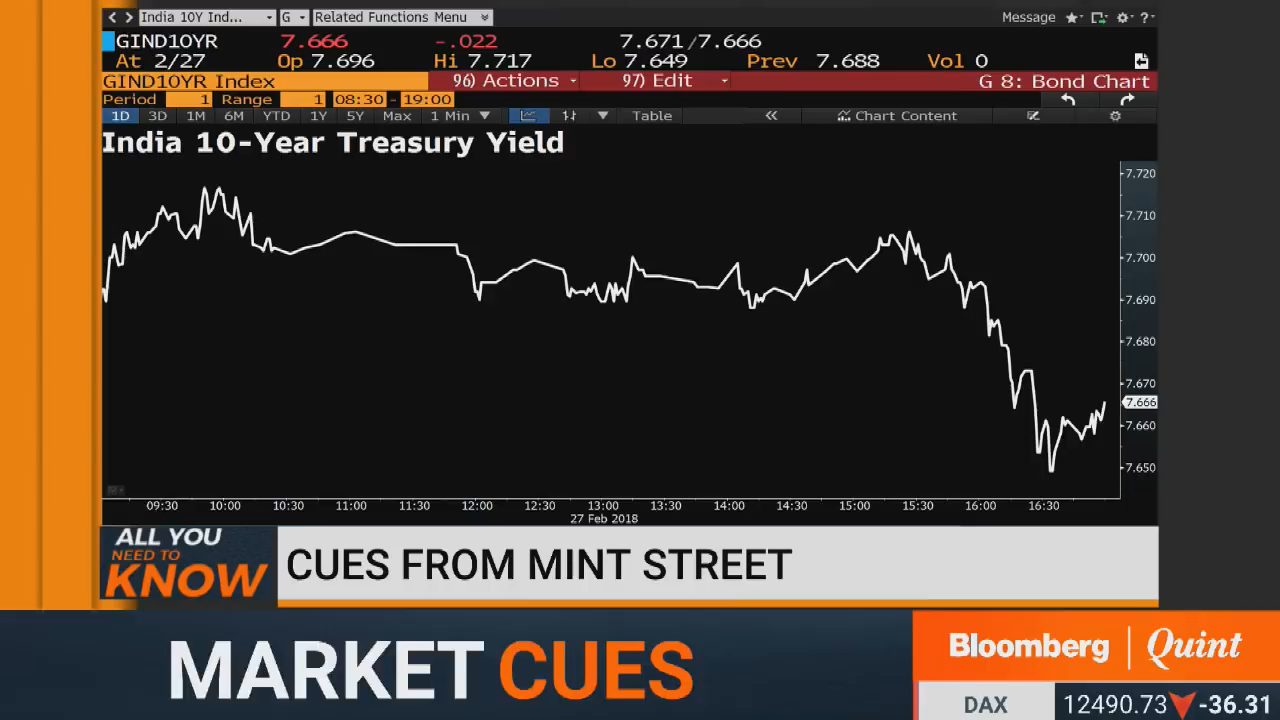 India 10Y Ind... G Related Functions Menu Message
GIND10YR 7.666 -.022 7.671/7.666
At 2/27 Op 7.696 Hi 7.717 Lo 7.649 Prev 7.688 Vol 0
GIND10YR Index 96) Actions 97) Edit G 8: Bond Chart
Period 1 Range 1 08:30 - 19:00
1D 3D 1M 6M YTD 1Y 5Y Max 1 Min Table « Chart Content
India 10-Year Treasury Yield
7.720
7.710
7.700
7.690
7.680
7.670
7.666
7.660
7.650
09:30 10:00 10:30 11:00 11:30 12:00 12:30 13:00 13:30 14:00 14:30 15:00 15:30 16:00 16:30
27 Feb 2018
ALL YOU
NEED TO
KNOW
CUES FROM MINT STREET
MARKET CUES
Bloomberg | Quint
DAX 12490.73 -36.31